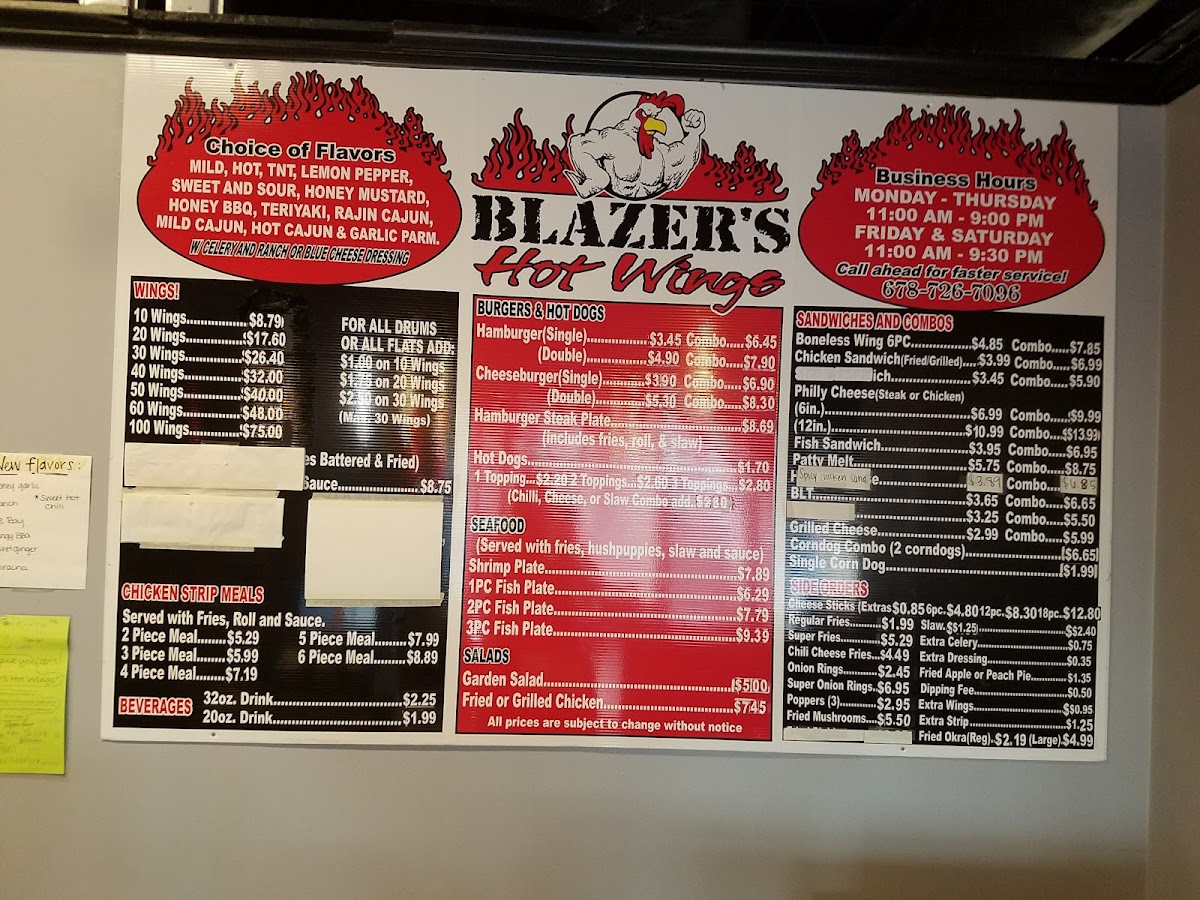 Choice of Flavors
MILD, HOT, TNT, LEMON PEPPER,
SWEET AND SOUR, HONEY MUSTARD,
HONEY BBQ, TERIYAKI, RAJIN CAJUN,
MILD CAJUN, HOT CAJUN & GARLIC PARM.
W/ CELERY AND RANCH OR BLUE CHEESE DRESSING
BLAZER'S
Hot Wings
Business Hours
MONDAY - THURSDAY
11:00 AM - 9:00 PM
FRIDAY & SATURDAY
11:00 AM - 9:30 PM
Call ahead for faster service!
678-726-7096
WINGS!
10 Wings..................$8.79
20 Wings................$17.60
30 Wings................$26.40
40 Wings................$32.00
50 Wings................$40.00
60 Wings................$48.00
100 Wings..............$75.00
FOR ALL DRUMS
OR ALL FLATS ADD:
$1.00 on 10 Wings
$1.75 on 20 Wings
on 30 Wings
(Max. 30 Wings)
es Battered & Fried)
Sauce....................$8.75
CHICKEN STRIP MEALS
Served with Fries, Roll and Sauce.
2 Piece Meal........$5.29
3 Piece Meal........$5.99
4 Piece Meal........$7.19
5 Piece Meal.........$7.99
6 Piece Meal.........$8.89
BEVERAGES
32oz. Drink...............................$2.25
20oz. Drink...............................$1.99
BURGERS & HOT DOGS
Hamburger(Single)...............$3.45 Combo.....$6.45
(Double)................$4.90 Combo.....$7.90
Cheeseburger(Single)..........$3.90 Combo.....$6.90
(Double)............$5.30 Combo.....$8.30
Hamburger Steak Plate.............................$8.69
(includes fries, roll, & slaw)
Hot Dogs.................................................$1.70
1 Topping...$2.20 2 Toppings...$2.60 3 Toppings...$2.80
(Chili, Cheese, or Slaw Combo add..$2.80
SEAFOOD
(Served with fries, hushpuppies, slaw and sauce)
Shrimp Plate............................................$7.89
1PC Fish Plate..........................................$6.29
2PC Fish Plate..........................................$7.79
3PC Fish Plate..........................................$9.39
SALADS
Garden Salad...........................................$5.00
Fried or Grilled Chicken..........................$7.45
All prices are subject to change without notice
SANDWICHES AND COMBOS
Boneless Wing 6PC................$4.85 Combo.....$7.85
Chicken Sandwich(Fried/Grilled)....$3.99 Combo.....$6.99
ich....................$3.45 Combo.....$5.90
Philly Cheese(Steak or Chicken)
(6in.).................................$6.99 Combo.....$9.99
(12in.)..............................$10.99 Combo....$13.99
Fish Sandwich.....................$3.95 Combo.....$6.95
Patty Melt............................$5.75 Combo.....$8.75
H Spicy chicken sand e....................$3.89 Combo.....$6.85
BLT.....................................$3.65 Combo.....$6.65
.....................$3.25 Combo.....$5.50
Grilled Cheese.....................$2.99 Combo.....$5.99
Corndog Combo (2 corndogs).........................$6.65
Single Corn Dog............................................$1.99
SIDE ORDERS
Cheese Sticks (Extras$0.85 6pc.$4.80 12pc.$8.30 18pc.$12.80
Regular Fries.............$1.99
Super Fries................$5.29
Chili Cheese Fries...$4.49
Onion Rings..............$2.45
Super Onion Rings..$6.95
Poppers (3)...............$2.95
Fried Mushrooms.....$5.50
Slaw..$1.25.......................$2.40
Extra Celery......................$0.75
Extra Dressing..................$0.35
Fried Apple or Peach Pie....$1.35
Dipping Fee......................$0.50
Extra Wings......................$0.95
Extra Strip........................$1.25
Fried Okra(Reg).$2.19 (Large).$4.99
New flavors:
oney garlic
anch
*Sweet Hot
Chili
Bay